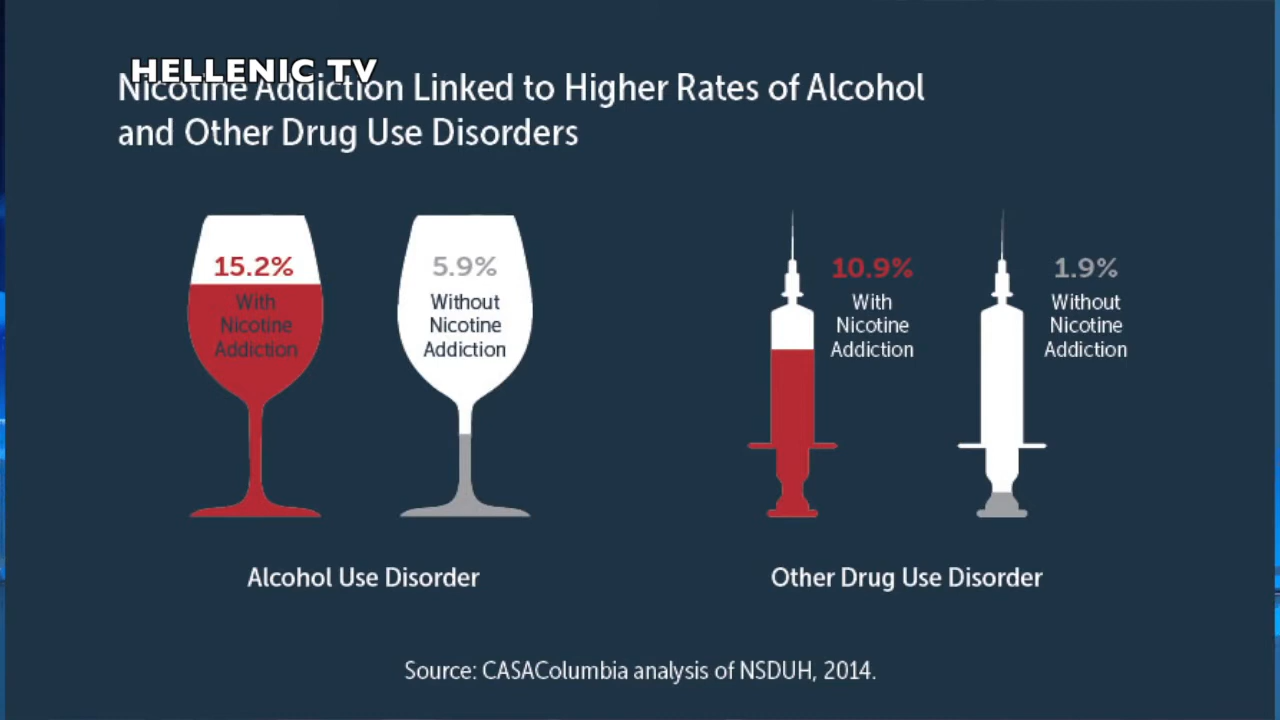 HELLENIC TV
Nicotine Addiction Linked to Higher Rates of Alcohol
and Other Drug Use Disorders
15.2%
With
Nicotine
Addiction
5.9%
Without
Nicotine
Addiction
10.9%
With
Nicotine
Addiction
1.9%
Without
Nicotine
Addiction
Alcohol Use Disorder
Other Drug Use Disorder
Source: CASAColumbia analysis of NSDUH, 2014.